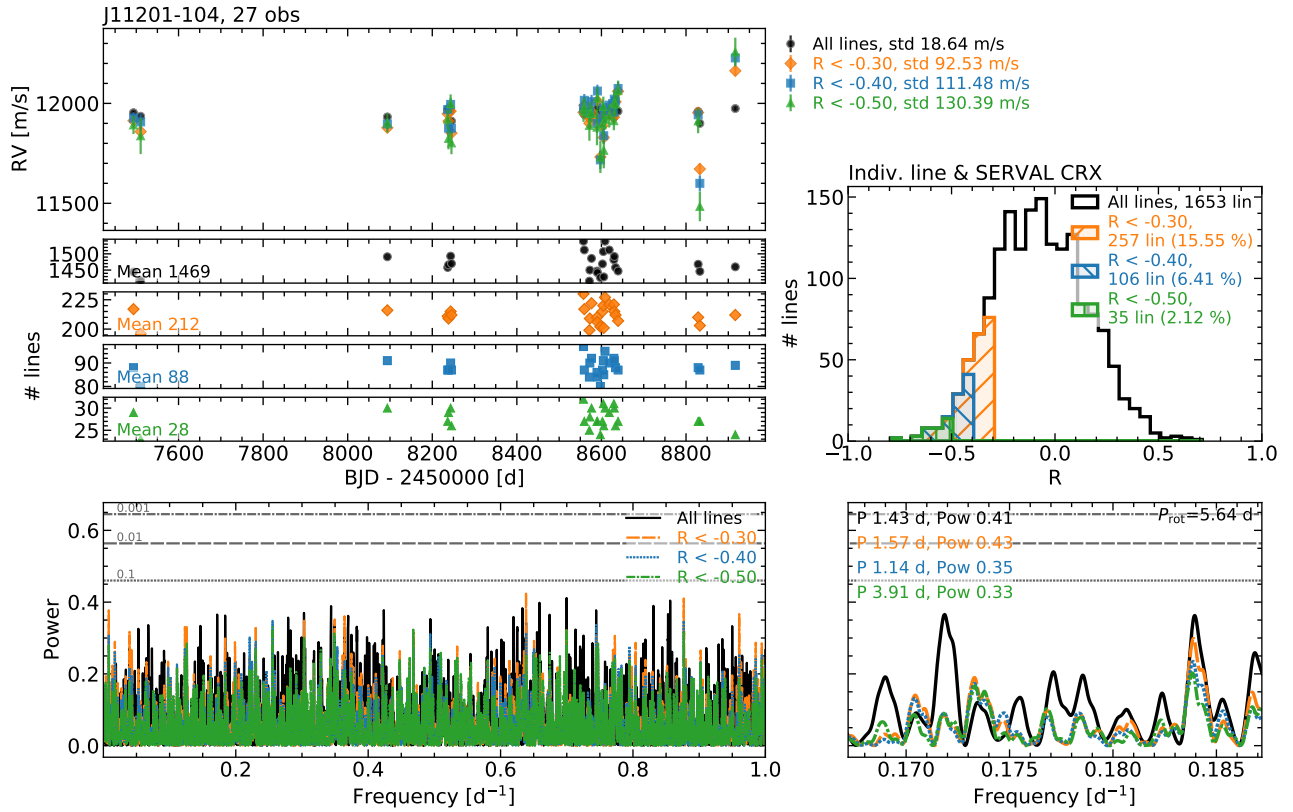 J11201-104, 27 obs
12000
11500
RV [m/s]
All lines, std 18.64 m/s
R < -0.30, std 92.53 m/s
R < -0.40, std 111.48 m/s
R < -0.50, std 130.39 m/s
1500
1450
Mean 1469
225
200
Mean 212
90
80
Mean 88
30
25
Mean 28
# lines
7600 7800 8000 8200 8400 8600 8800
BJD - 2450000 [d]
Indiv. line & SERVAL CRX
150
100
50
0
# lines
All lines, 1653 lin
R < -0.30,
257 lin (15.55 %)
R < -0.40,
106 lin (6.41 %)
R < -0.50,
35 lin (2.12 %)
−1.0 −0.5 0.0 0.5 1.0
R
0.6
0.4
0.2
0.0
Power
0.001
0.01
0.1
All lines
R < -0.30
R < -0.40
R < -0.50
0.2 0.4 0.6 0.8 1.0
Frequency [d⁻¹]
P 1.43 d, Pow 0.41
P 1.57 d, Pow 0.43
P 1.14 d, Pow 0.35
P 3.91 d, Pow 0.33
Prot=5.64 d
0.170 0.175 0.180 0.185
Frequency [d⁻¹]